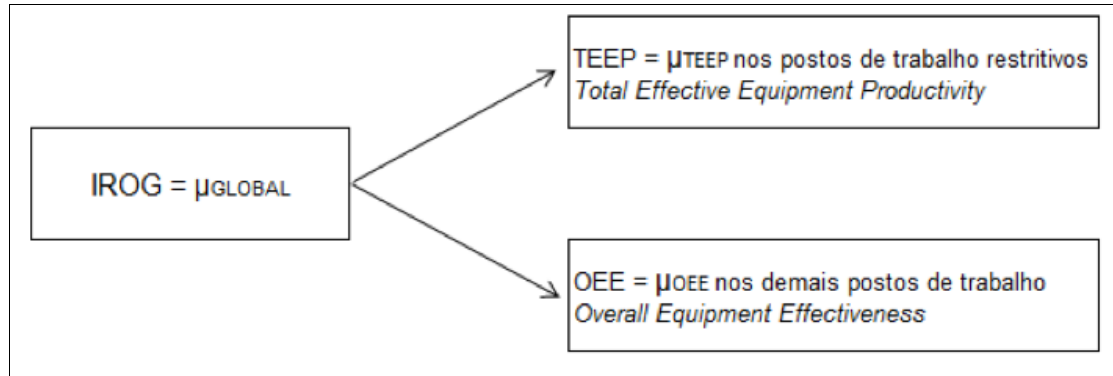 IROG = μGLOBAL
TEEP = μTEEP nos postos de trabalho restritivos
Total Effective Equipment Productivity
OEE = μOEE nos demais postos de trabalho
Overall Equipment Effectiveness